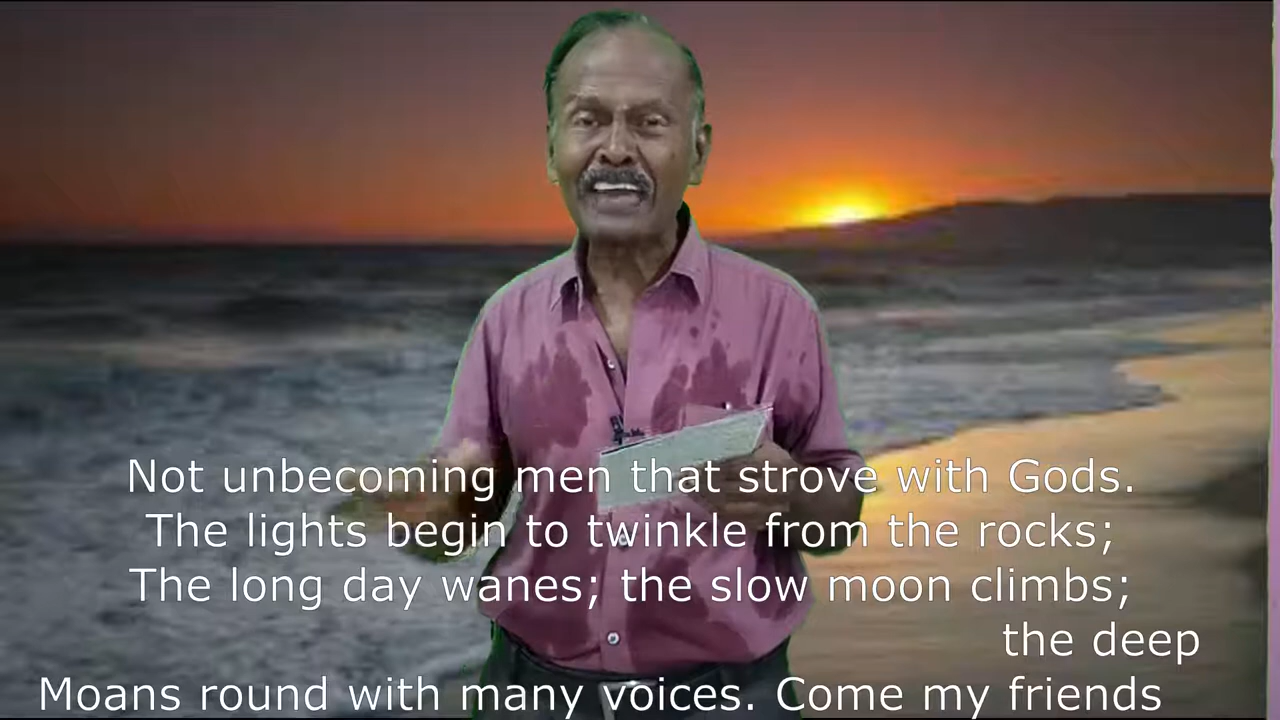 Not unbecoming men that strove with Gods.
The lights begin to twinkle from the rocks;
The long day wanes; the slow moon climbs;
the deep
Moans round with many voices. Come my friends